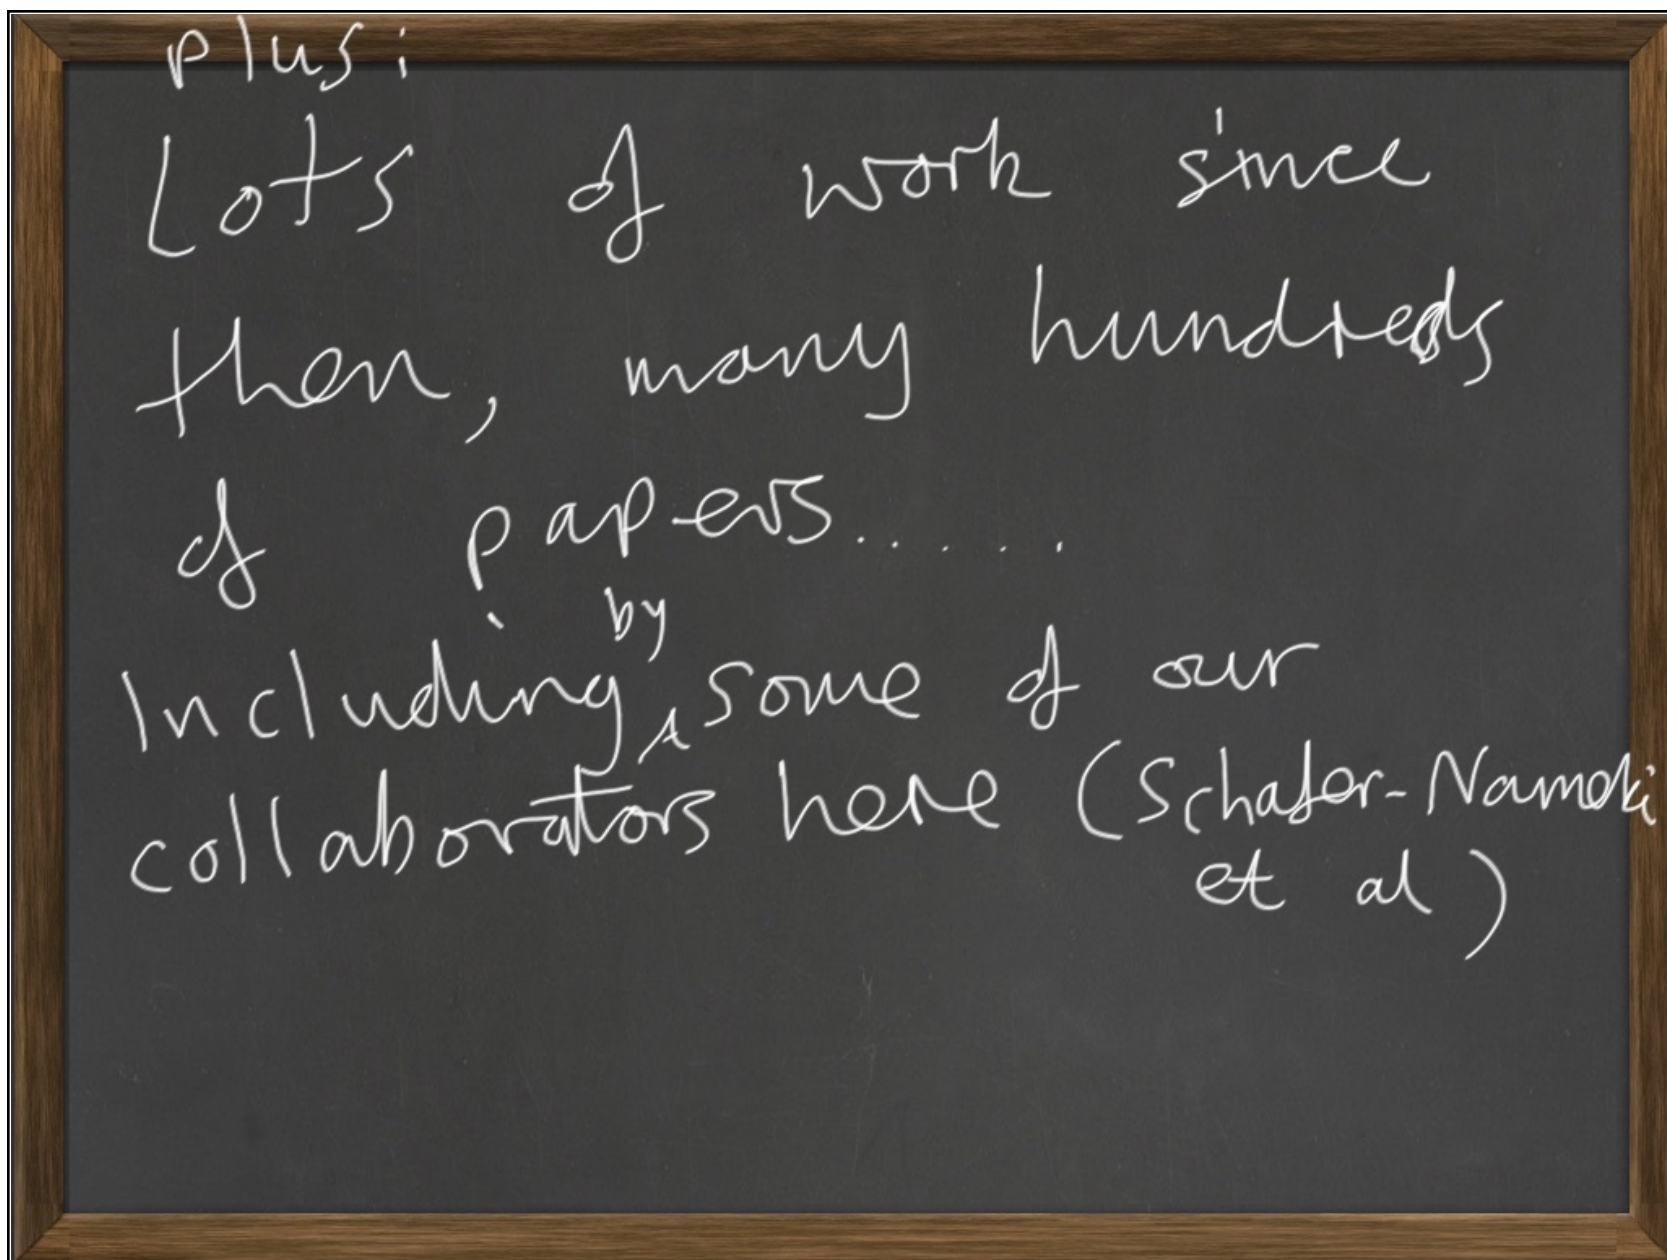 plus:
Lots of work since
then, many hundreds
of papers.....
Including by some of our
collaborators here (Schafer-Nameki
et al)